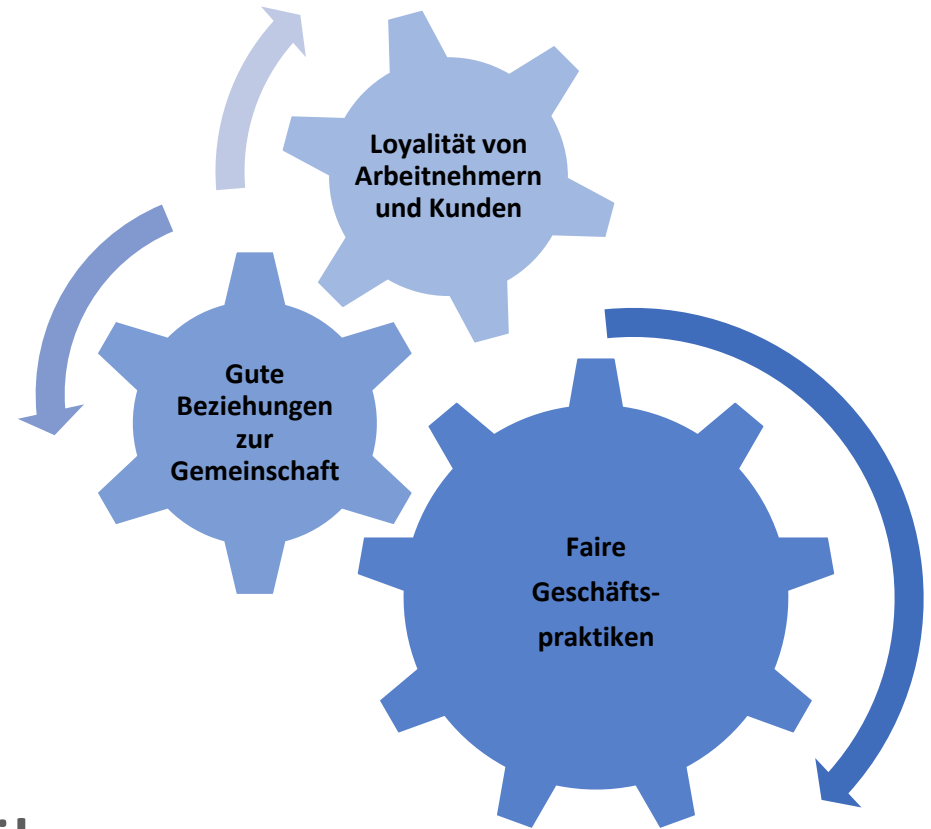 Loyalität von
Arbeitnehmern
und Kunden
Gute
Beziehungen
zur
Gemeinschaft
Faire
Geschäfts-
praktiken